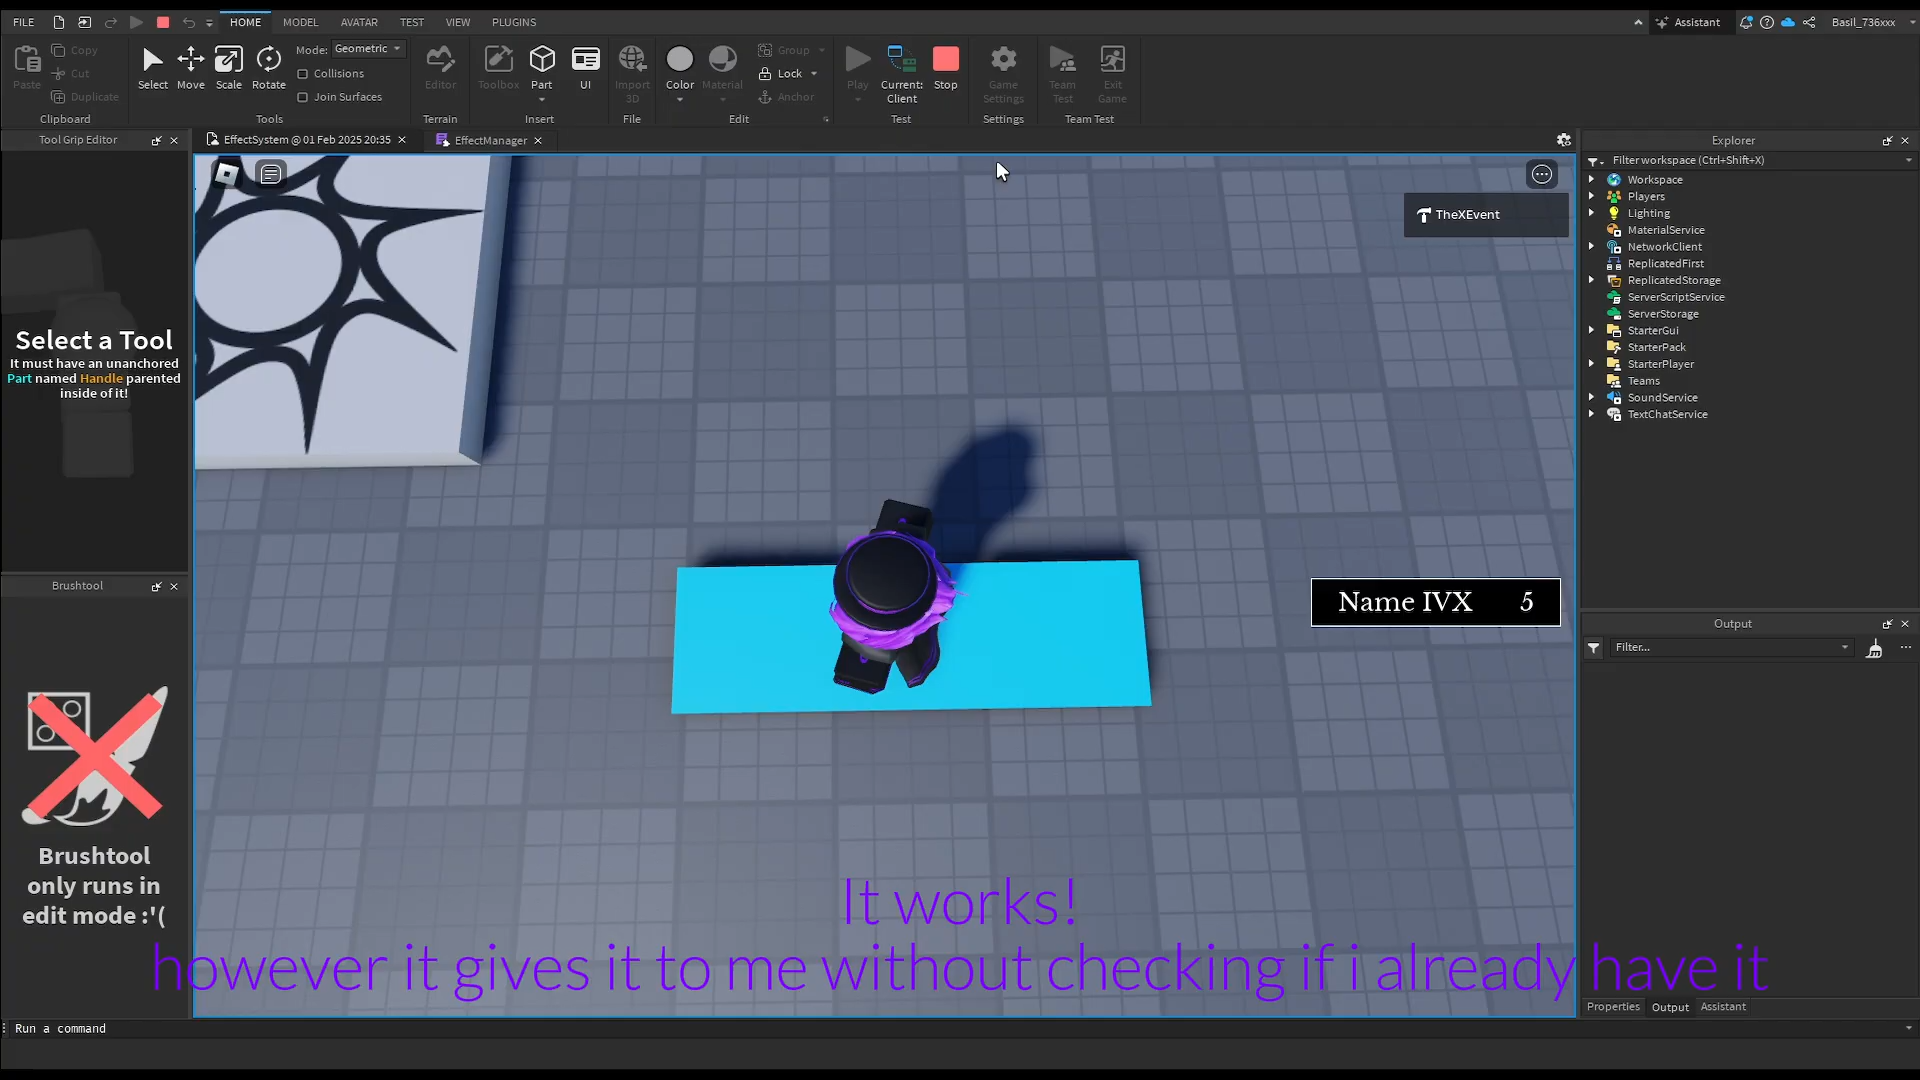 FILE HOME MODEL AVATAR TEST VIEW PLUGINS Assistant Basil_736xxx
Paste Copy Cut Duplicate Clipboard
Select Move Scale Rotate Mode: Geometric Collisions Join Surfaces Tools
Editor Terrain
Toolbox Part UI Insert
Import 3D File
Color Material Group Lock Anchor Edit
Play Current: Client Stop Test
Game Settings Settings
Team Test Exit Game Team Test
Tool Grip Editor
EffectSystem @ 01 Feb 2025 20:35
EffectManager
Select a Tool
It must have an unanchored
Part named Handle parented
inside of it!
Brushtool
Brushtool
only runs in
edit mode :'(
TheXEvent
Name IVX 5
It works!
however it gives it to me without checking if i already have it
Explorer
Filter workspace (Ctrl+Shift+X)
Workspace
Players
Lighting
MaterialService
NetworkClient
ReplicatedFirst
ReplicatedStorage
ServerScriptService
ServerStorage
StarterGui
StarterPack
StarterPlayer
Teams
SoundService
TextChatService
Output
Filter...
Properties Output Assistant
Run a command